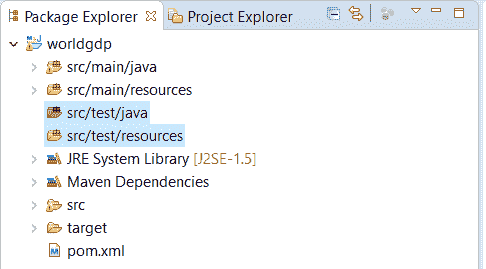 Package Explorer Project Explorer
worldgdp
src/main/java
src/main/resources
src/test/java
src/test/resources
JRE System Library [J2SE-1.5]
Maven Dependencies
src
target
pom.xml